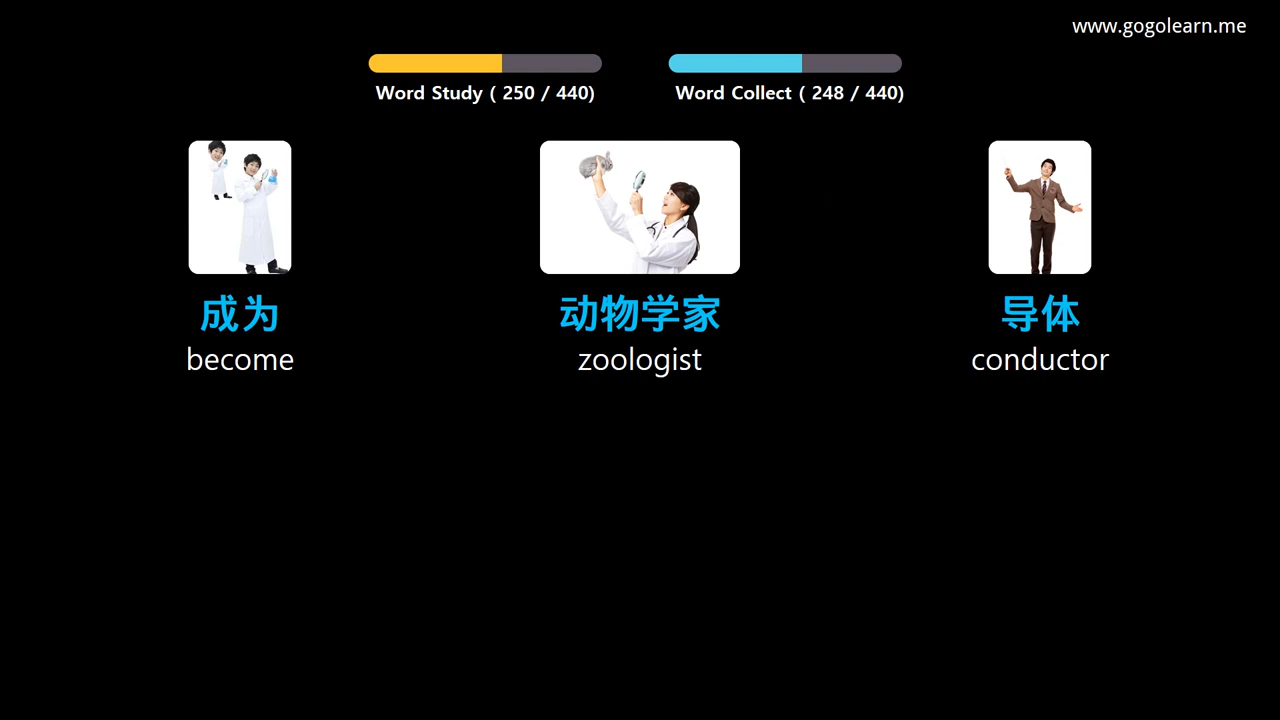 www.gogolearn.me
Word Study ( 250 / 440)
Word Collect ( 248 / 440)
成为
become
动物学家
zoologist
导体
conductor